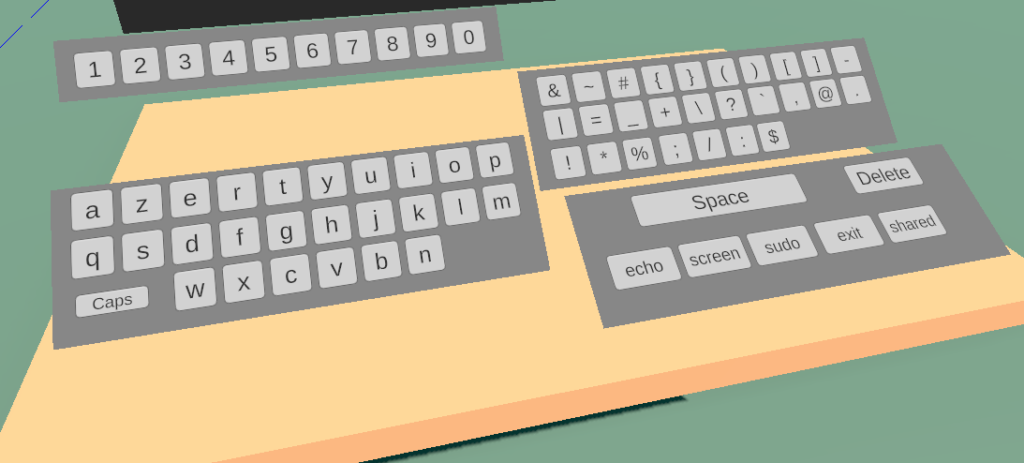 1 2 3 4 5 6 7 8 9 0
& ~ # { } ( ) [ ] -
| = _ + \ ? ` , @ .
! * % ; / : $
a z e r t y u i o p
q s d f g h j k l m
Caps w x c v b n
Space Delete
echo screen sudo exit shared